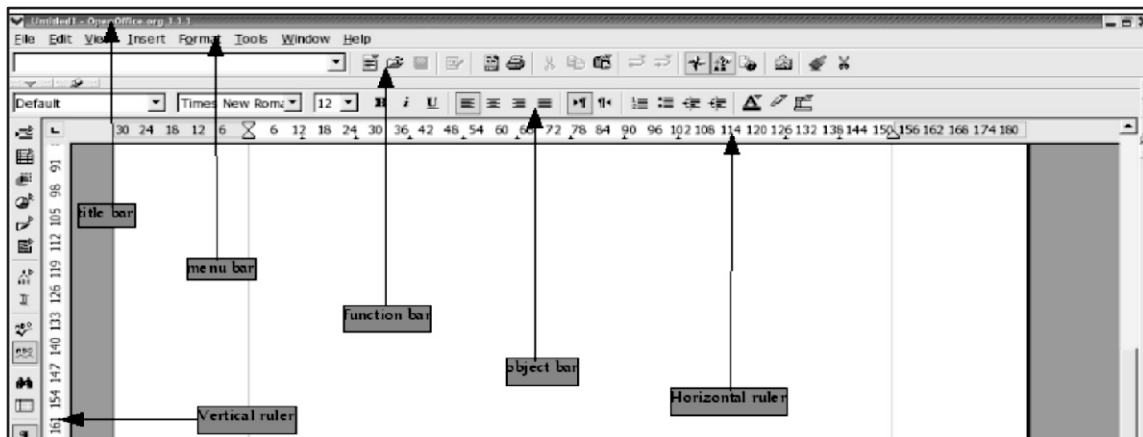 Untitled1 - OpenOffice.org 1.1.1
File Edit View Insert Format Tools Window Help
Default Times New Roma 12 B i U
30 24 18 12 6 6 12 18 24 30 36 42 48 54 60 66 72 78 84 90 96 102 108 114 120 126 132 138 144 150 156 162 168 174 180
91
98
105
112
119
126
133
140
147
154
161
title bar
menu bar
function bar
object bar
Horizontal ruler
Vertical ruler